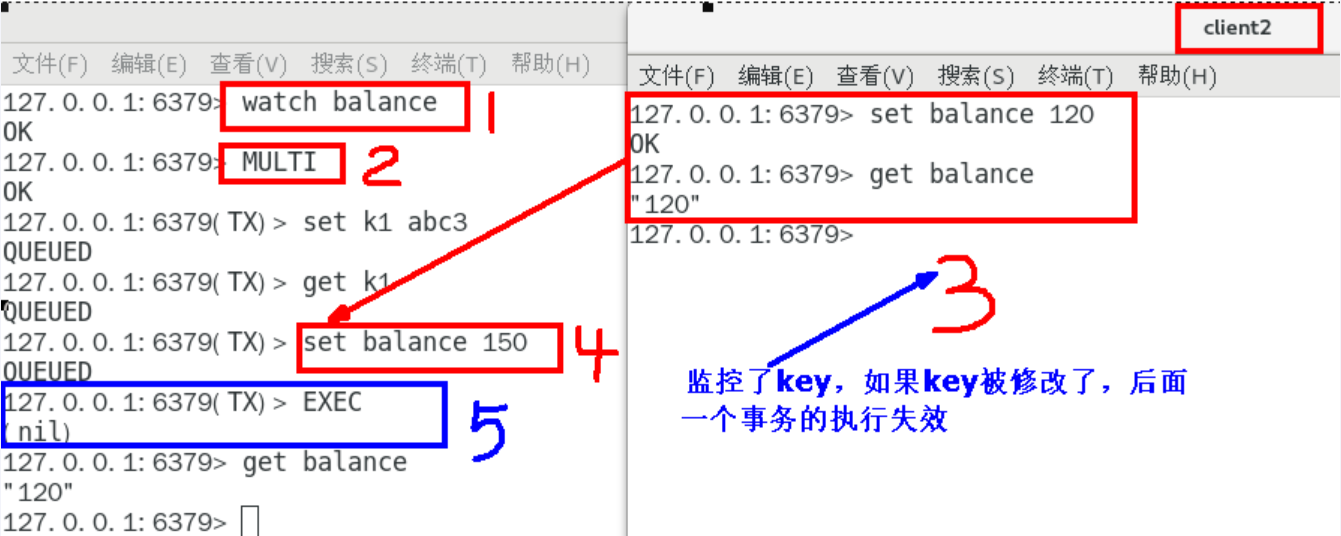 文件(F) 编辑(E) 查看(V) 搜索(S) 终端(T) 帮助(H)
127.0.0.1:6379> watch balance 1
OK
127.0.0.1:6379> MULTI 2
OK
127.0.0.1:6379(TX)> set k1 abc3
QUEUED
127.0.0.1:6379(TX)> get k1
QUEUED
127.0.0.1:6379(TX)> set balance 150 4
QUEUED
127.0.0.1:6379(TX)> EXEC
(nil) 5
127.0.0.1:6379> get balance
"120"
127.0.0.1:6379>
client2
文件(F) 编辑(E) 查看(V) 搜索(S) 终端(T) 帮助(H)
127.0.0.1:6379> set balance 120
OK
127.0.0.1:6379> get balance
"120"
127.0.0.1:6379>
3
监控了key，如果key被修改了，后面
一个事务的执行失效